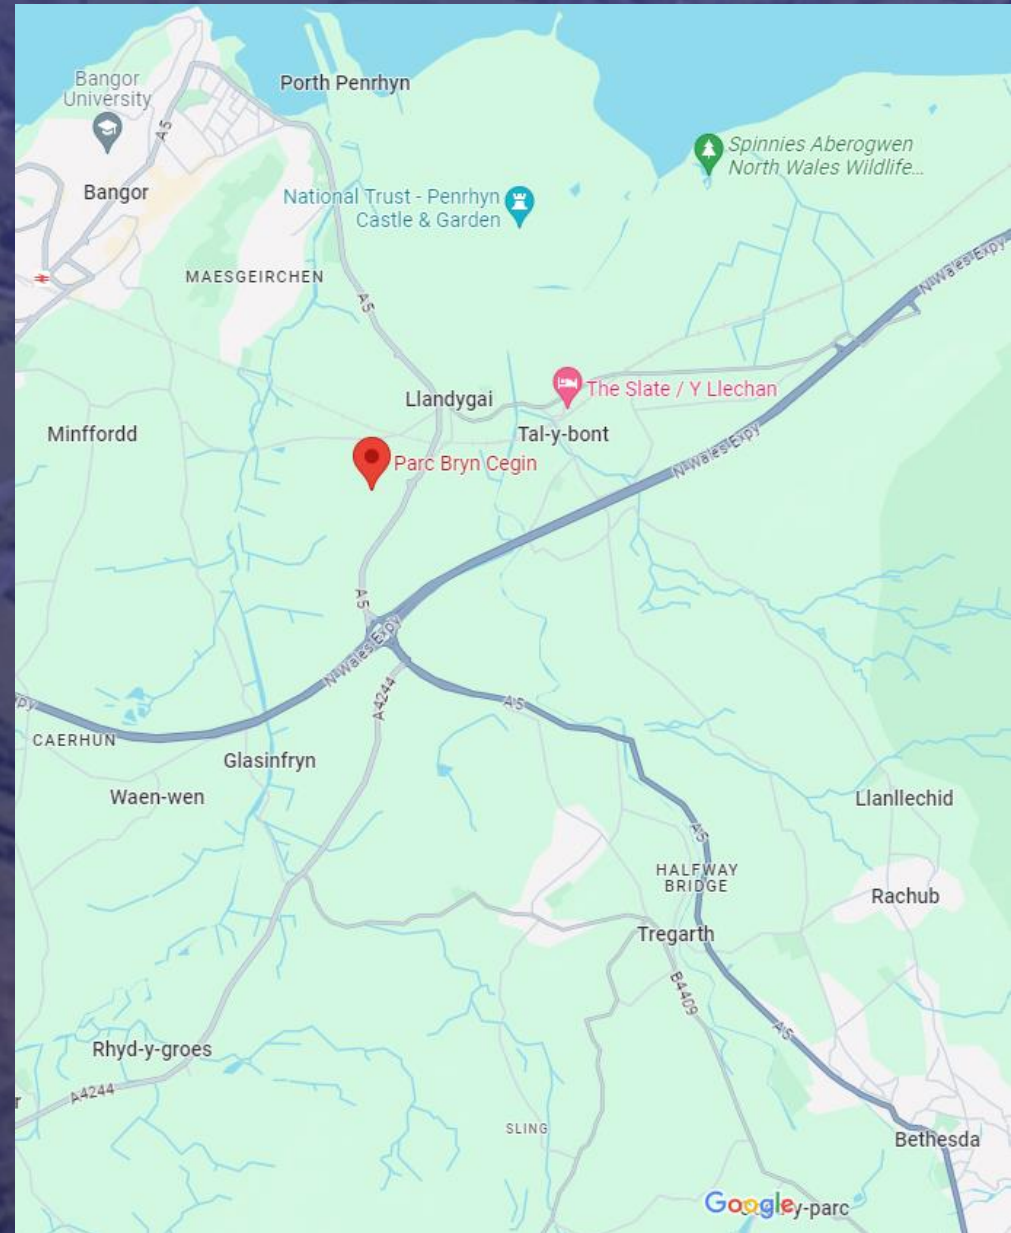 Porth Penrhyn
Bangor
University
A5
Spinnies Aberogwen
North Wales Wildlife...
Bangor
National Trust - Penrhyn
Castle & Garden
N Wales Expy
MAESGEIRCHEN
A5
The Slate / Y Llechan
Llandygai
Minffordd
Tal-y-bont
N Wales Expy
Parc Bryn Cegin
A5
N Wales Expy
A4244
A5
py
CAERHUN
Glasinfryn
Waen-wen
Llanllechid
A5
HALFWAY
BRIDGE
Rachub
Tregarth
B4409
A5
Rhyd-y-groes
A4244
r
SLING
Bethesda
Google
y-parc